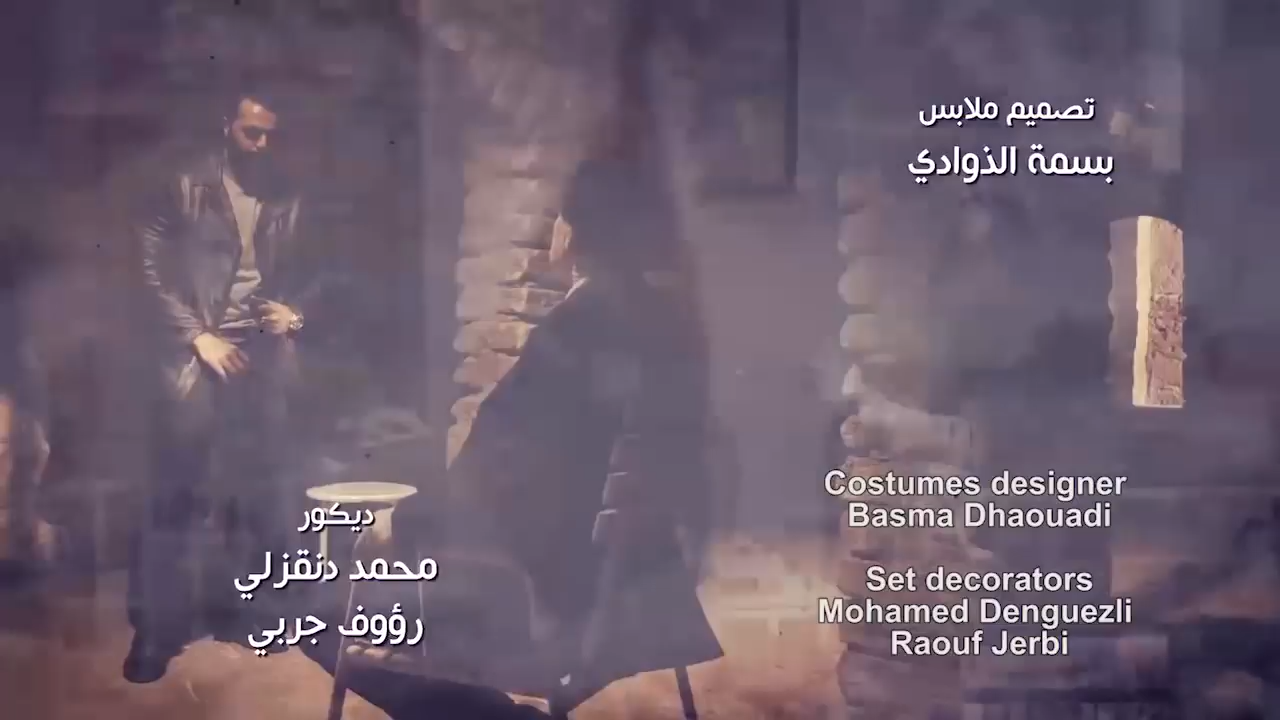 تصميم ملابس
بسمة الذوادي
ديكور
محمد دنقزلي
رؤوف جربي
Costumes designer
Basma Dhaouadi
Set decorators
Mohamed Denguezli
Raouf Jerbi